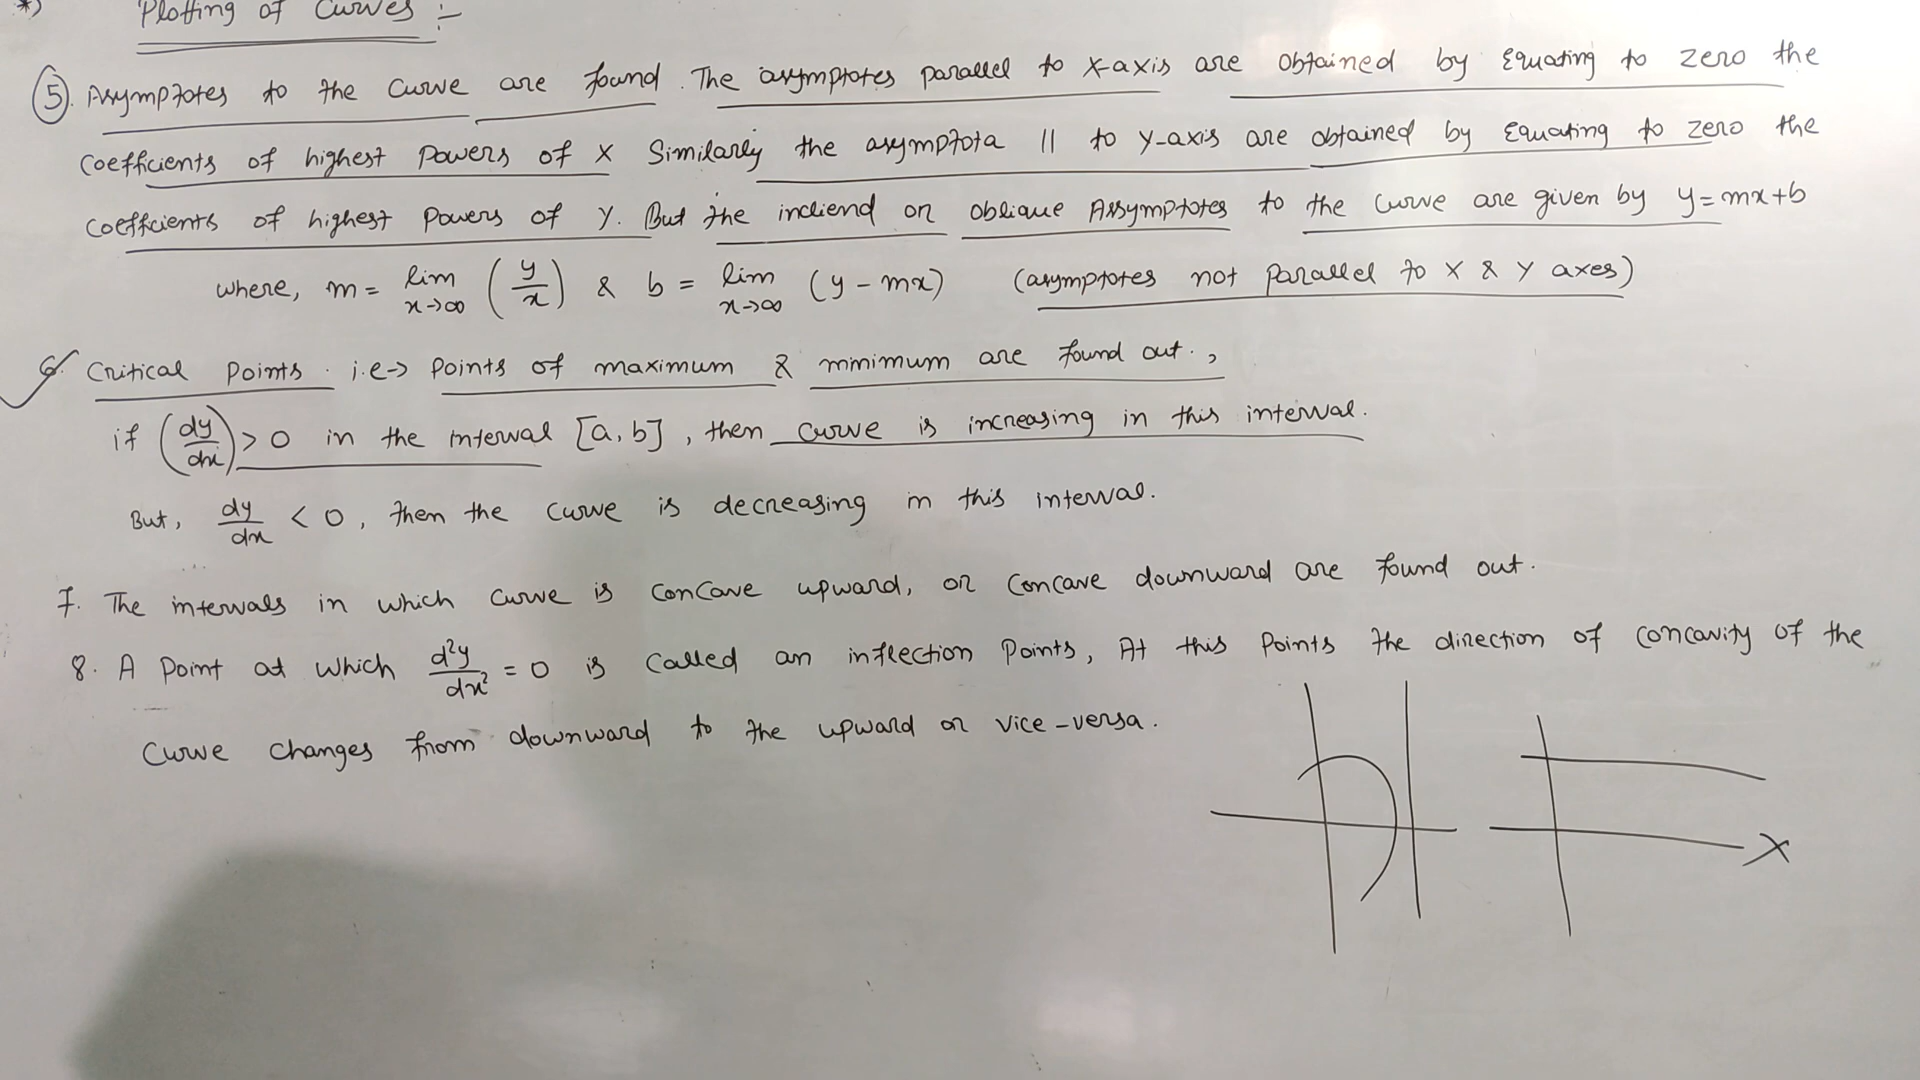 *) Plotting of Curves :-
5. Asymptotes to the curve are found. The asymptotes parallel to X-axis are obtained by Equating to zero the
coefficients of highest powers of X Similarly the asymptota || to Y-axis are obtained by Equating to zero the
coefficients of highest powers of Y. But the incliend or oblique Assymptotes to the curve are given by y = mx+b
where, m = lim x→∞ (y/x) & b = lim x→∞ (y - mx) (asymptotes not parallel to X & Y axes)
6. Critical points. i.e→ points of maximum & minimum are found out.,
if (dy/dx) > 0 in the interval [a, b], then curve is increasing in this interval.
But, dy/dx < 0, then the curve is decreasing in this interval.
7. The intervals in which curve is concave upward, or concave downward are found out.
8. A point at which d²y/dx² = 0 is called an inflection points, At this points the direction of concavity of the
curve changes from downward to the upward or vice-versa.
X